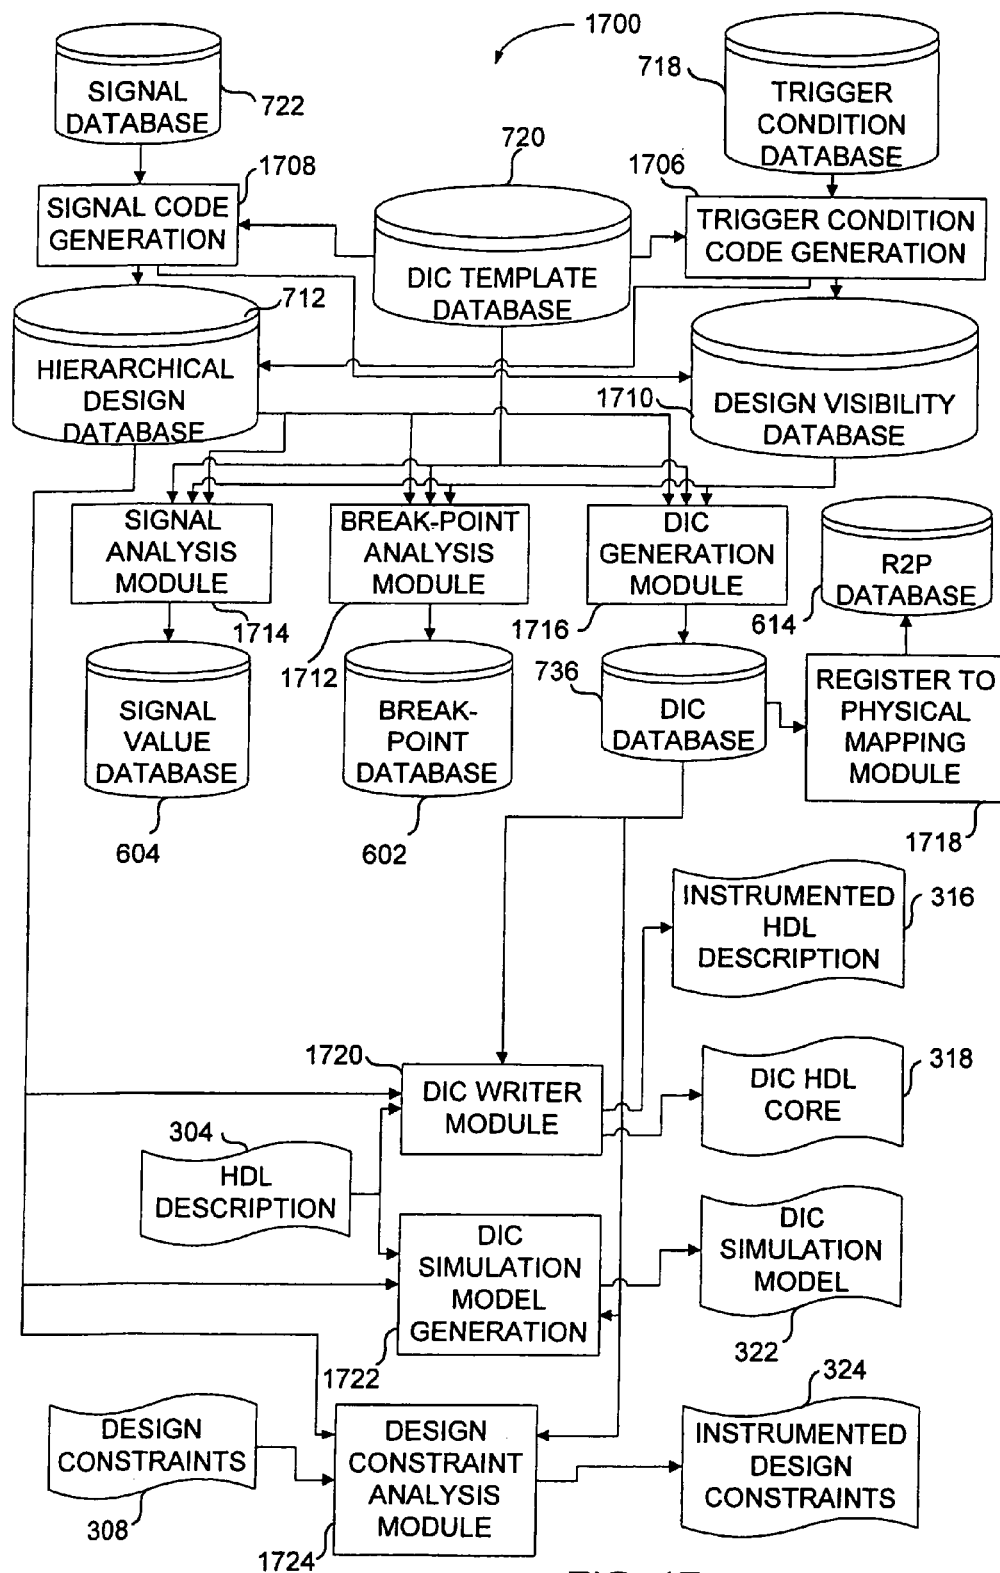 1700
SIGNAL
DATABASE
722
718
TRIGGER
CONDITION
DATABASE
720
1708
SIGNAL CODE
GENERATION
1706
TRIGGER CONDITION
CODE GENERATION
DIC TEMPLATE
DATABASE
712
HIERARCHICAL
DESIGN
DATABASE
1710
DESIGN VISIBILITY
DATABASE
SIGNAL
ANALYSIS
MODULE
1714
BREAK-POINT
ANALYSIS
MODULE
1712
DIC
GENERATION
MODULE
1716
R2P
DATABASE
614
SIGNAL
VALUE
DATABASE
604
BREAK-
POINT
DATABASE
602
736
DIC
DATABASE
REGISTER TO
PHYSICAL
MAPPING
MODULE
1718
INSTRUMENTED
HDL
DESCRIPTION
316
1720
DIC WRITER
MODULE
DIC HDL
CORE
318
304
HDL
DESCRIPTION
DIC
SIMULATION
MODEL
GENERATION
1722
DIC
SIMULATION
MODEL
322
DESIGN
CONSTRAINTS
308
DESIGN
CONSTRAINT
ANALYSIS
MODULE
1724
324
INSTRUMENTED
DESIGN
CONSTRAINTS